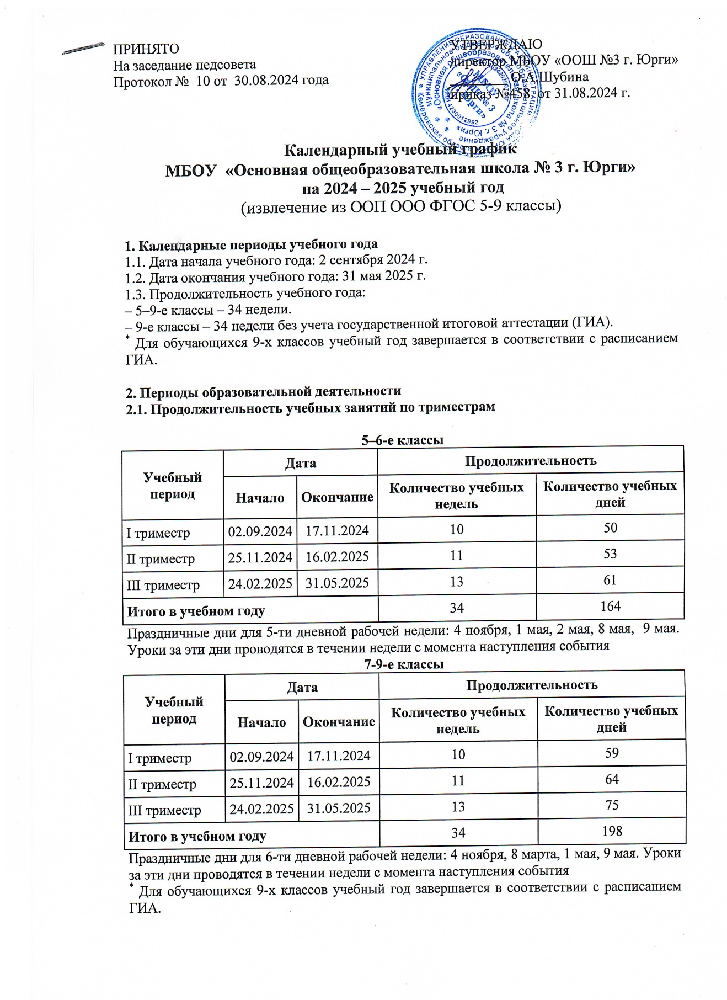 ПРИНЯТО
На заседание педсовета
Протокол № 10 от 30.08.2024 года
УТВЕРЖДАЮ
директор МБОУ «ООШ №3 г. Юрги»
О.А.Шубина
приказ №458 от 31.08.2024 г.
МБОУ
«ООШ № 3
г. Юрги»
4230012992
Календарный учебный график
МБОУ «Основная общеобразовательная школа № 3 г. Юрги»
на 2024 – 2025 учебный год
(извлечение из ООП ООО ФГОС 5-9 классы)
1. Календарные периоды учебного года
1.1. Дата начала учебного года: 2 сентября 2024 г.
1.2. Дата окончания учебного года: 31 мая 2025 г.
1.3. Продолжительность учебного года:
– 5–9-е классы – 34 недели.
– 9-е классы – 34 недели без учета государственной итоговой аттестации (ГИА).
* Для обучающихся 9-х классов учебный год завершается в соответствии с расписанием
ГИА.
2. Периоды образовательной деятельности
2.1. Продолжительность учебных занятий по триместрам
5–6-е классы
Учебный период Дата Продолжительность
Начало Окончание Количество учебных недель Количество учебных дней
I триместр 02.09.2024 17.11.2024 10 50
II триместр 25.11.2024 16.02.2025 11 53
III триместр 24.02.2025 31.05.2025 13 61
Итого в учебном году 34 164
Праздничные дни для 5-ти дневной рабочей недели: 4 ноября, 1 мая, 2 мая, 8 мая, 9 мая.
Уроки за эти дни проводятся в течении недели с момента наступления события
7-9-е классы
Учебный период Дата Продолжительность
Начало Окончание Количество учебных недель Количество учебных дней
I триместр 02.09.2024 17.11.2024 10 59
II триместр 25.11.2024 16.02.2025 11 64
III триместр 24.02.2025 31.05.2025 13 75
Итого в учебном году 34 198
Праздничные дни для 6-ти дневной рабочей недели: 4 ноября, 8 марта, 1 мая, 9 мая. Уроки
за эти дни проводятся в течении недели с момента наступления события
* Для обучающихся 9-х классов учебный год завершается в соответствии с расписанием
ГИА.